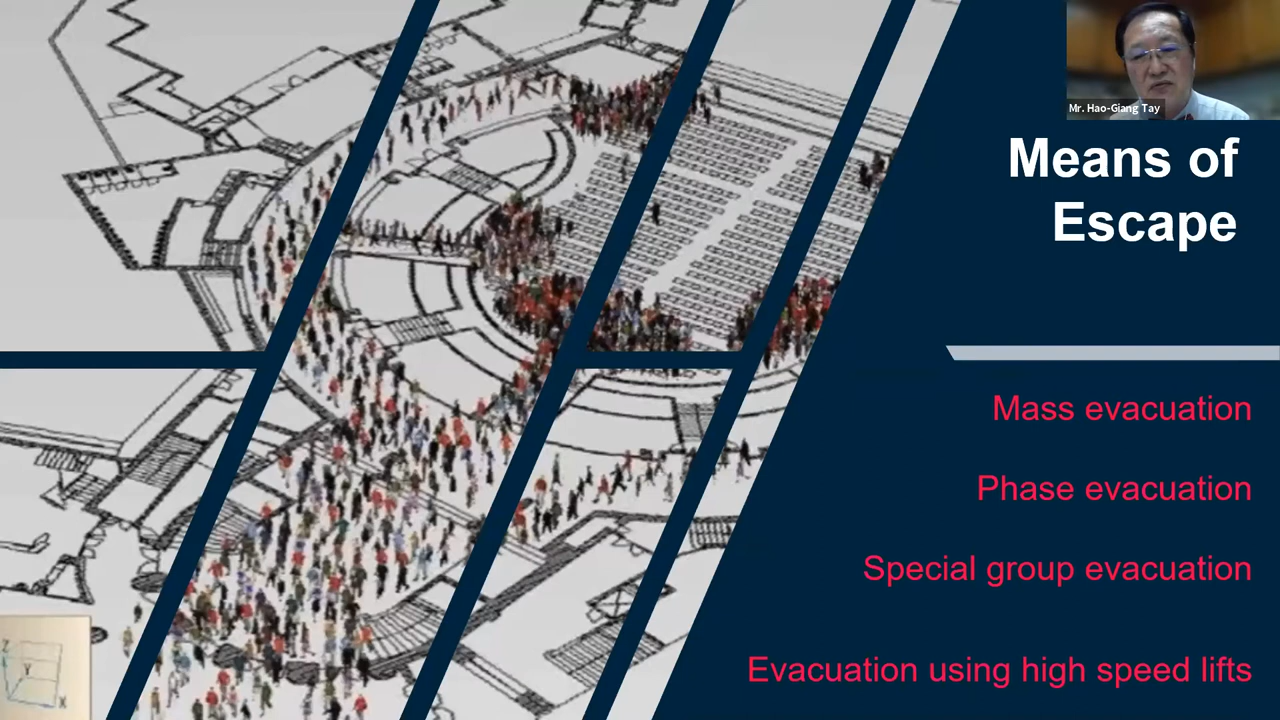 Mr. Hao-Giang Tay
Means of
Escape
Mass evacuation
Phase evacuation
Special group evacuation
Evacuation using high speed lifts
Z
Y
X